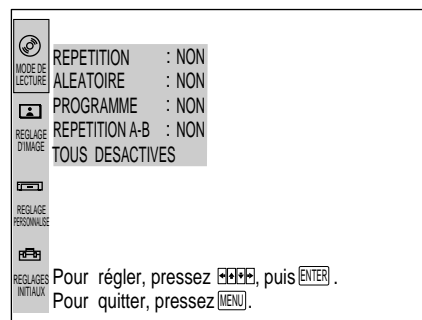 MODE DE
LECTURE
REGLAGE
D'IMAGE
REGLAGE
PERSONNALISE
REGLAGES
INITIAUX
REPETITION : NON
ALEATOIRE : NON
PROGRAMME : NON
REPETITION A-B : NON
TOUS DESACTIVES
Pour régler, pressez , puis ENTER .
Pour quitter, pressez MENU.